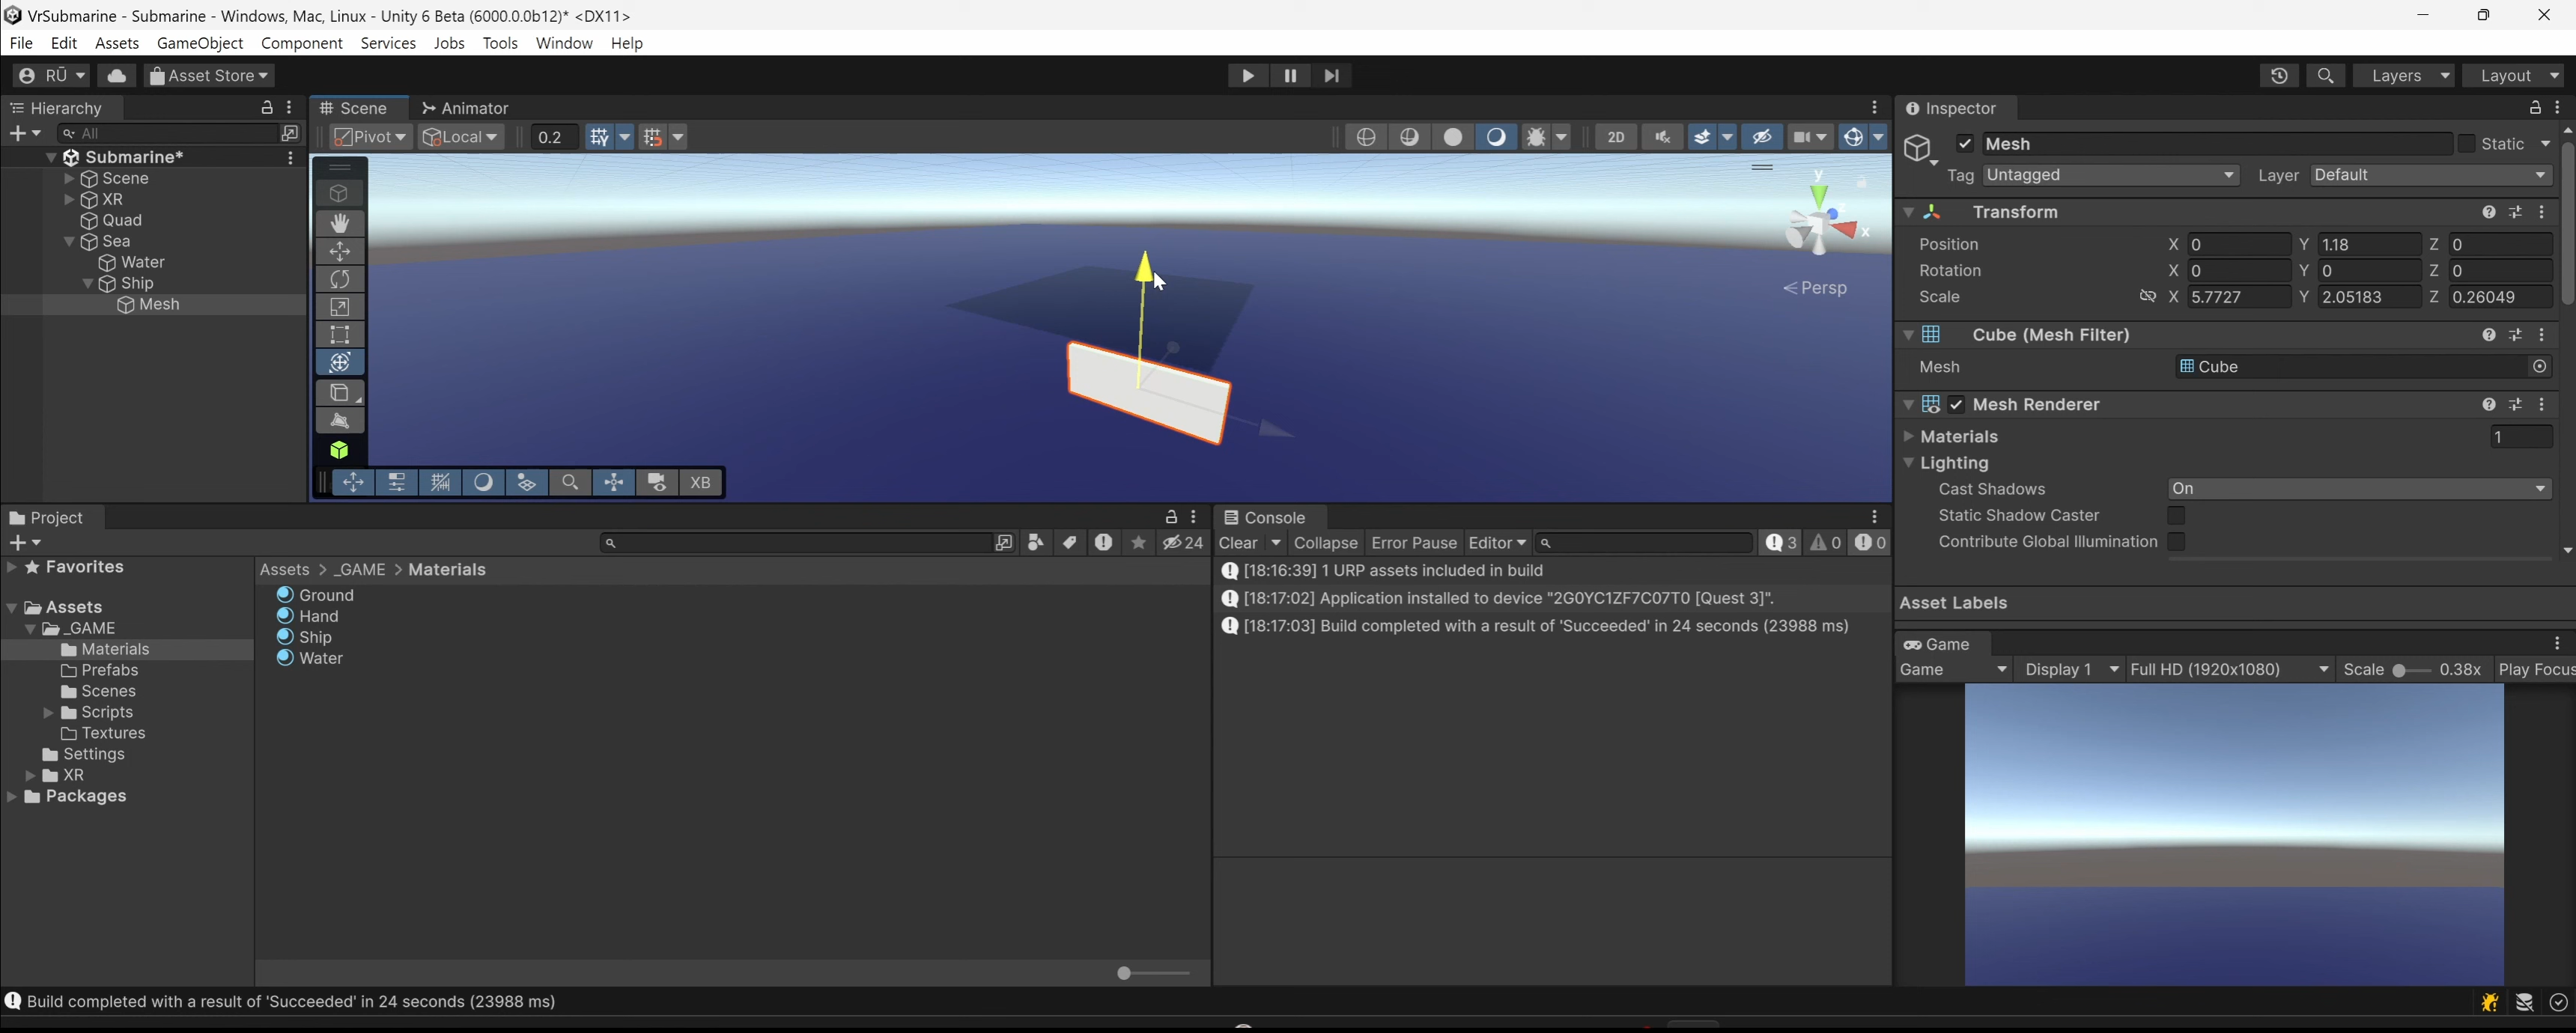 VrSubmarine - Submarine - Windows, Mac, Linux - Unity 6 Beta (6000.0.0b12)* <DX11>
File Edit Assets GameObject Component Services Jobs Tools Window Help
RŪ Asset Store Layers Layout
Hierarchy
All
Submarine*
Scene
XR
Quad
Sea
Water
Ship
Mesh
Scene Animator
Pivot Local 0.2 2D
y
x
Persp
XB
Inspector
Mesh Static
Tag Untagged Layer Default
Transform
Position X 0 Y 1.18 Z 0
Rotation X 0 Y 0 Z 0
Scale X 5.7727 Y 2.05183 Z 0.26049
Cube (Mesh Filter)
Mesh Cube
Mesh Renderer
Materials 1
Lighting
Cast Shadows On
Static Shadow Caster
Contribute Global Illumination
Asset Labels
Project
24
Favorites
Assets
_GAME
Materials
Prefabs
Scenes
Scripts
Textures
Settings
XR
Packages
Assets > _GAME > Materials
Ground
Hand
Ship
Water
Console
Clear Collapse Error Pause Editor 3 0 0
[18:16:39] 1 URP assets included in build
[18:17:02] Application installed to device "2G0YC1ZF7C07T0 [Quest 3]".
[18:17:03] Build completed with a result of 'Succeeded' in 24 seconds (23988 ms)
Game
Game Display 1 Full HD (1920x1080) Scale 0.38x Play Focus
Build completed with a result of 'Succeeded' in 24 seconds (23988 ms)